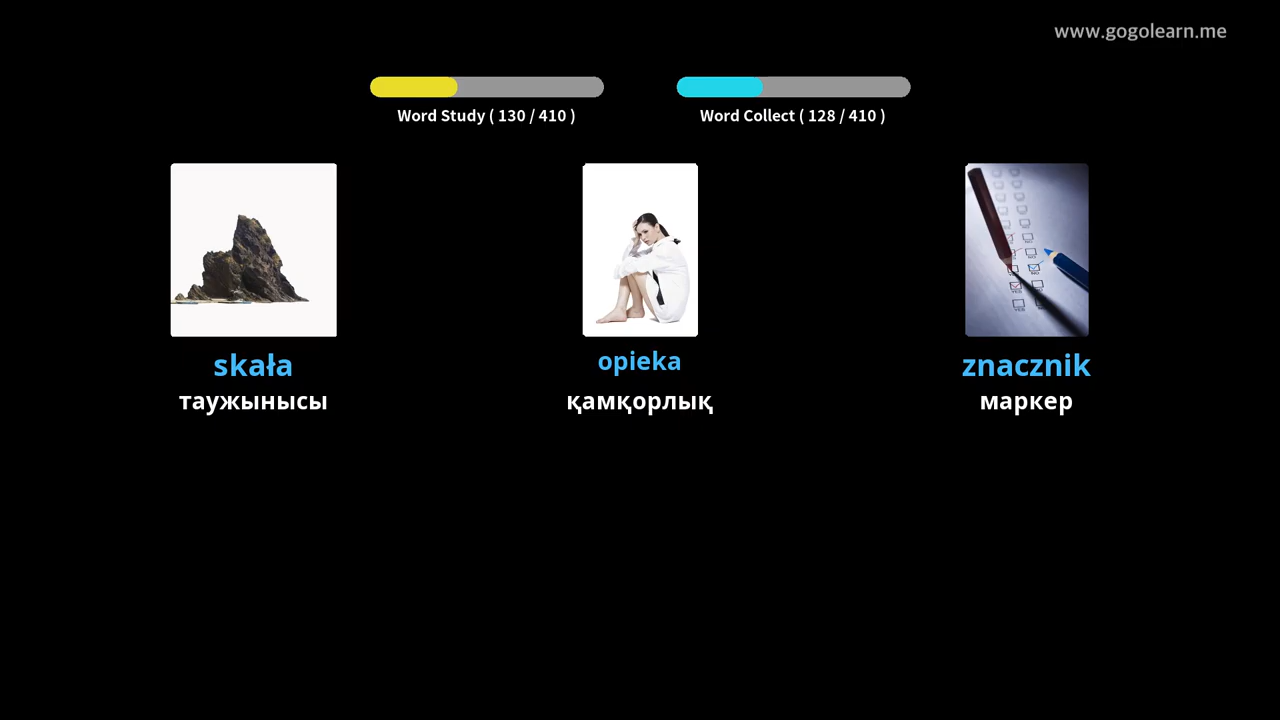 www.gogolearn.me
Word Study ( 130 / 410 )
Word Collect ( 128 / 410 )
skała
opieka
znacznik
таужынысы
қамқорлық
маркер